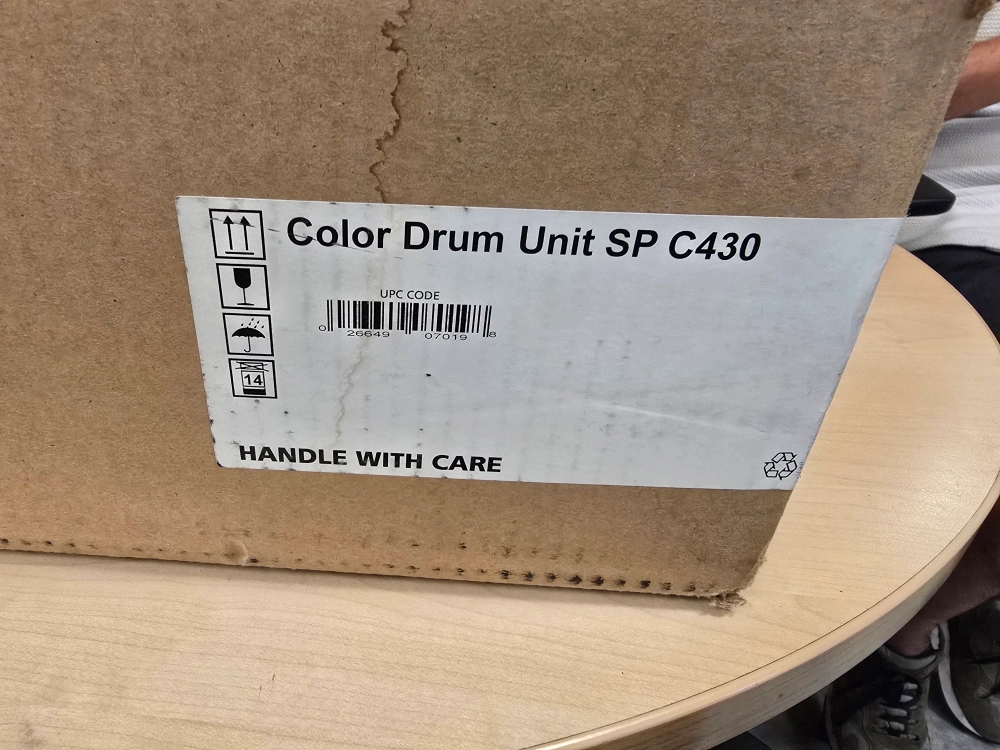 Color Drum Unit SP C430
UPC CODE
0 26649 07019 8
14
HANDLE WITH CARE